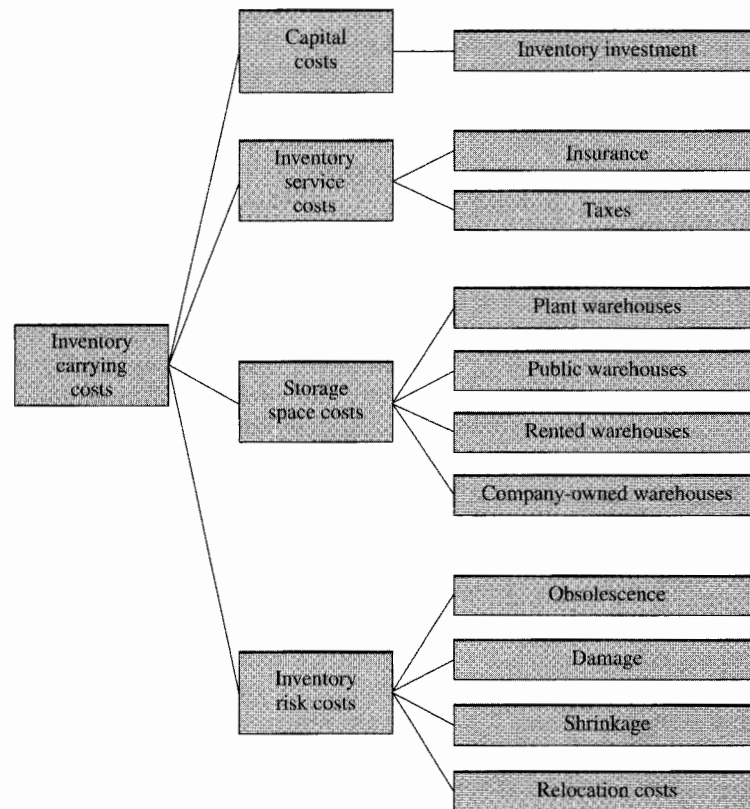 Capital
costs
Inventory investment
Inventory
service
costs
Insurance
Taxes
Inventory
carrying
costs
Storage
space costs
Plant warehouses
Public warehouses
Rented warehouses
Company-owned warehouses
Inventory
risk costs
Obsolescence
Damage
Shrinkage
Relocation costs